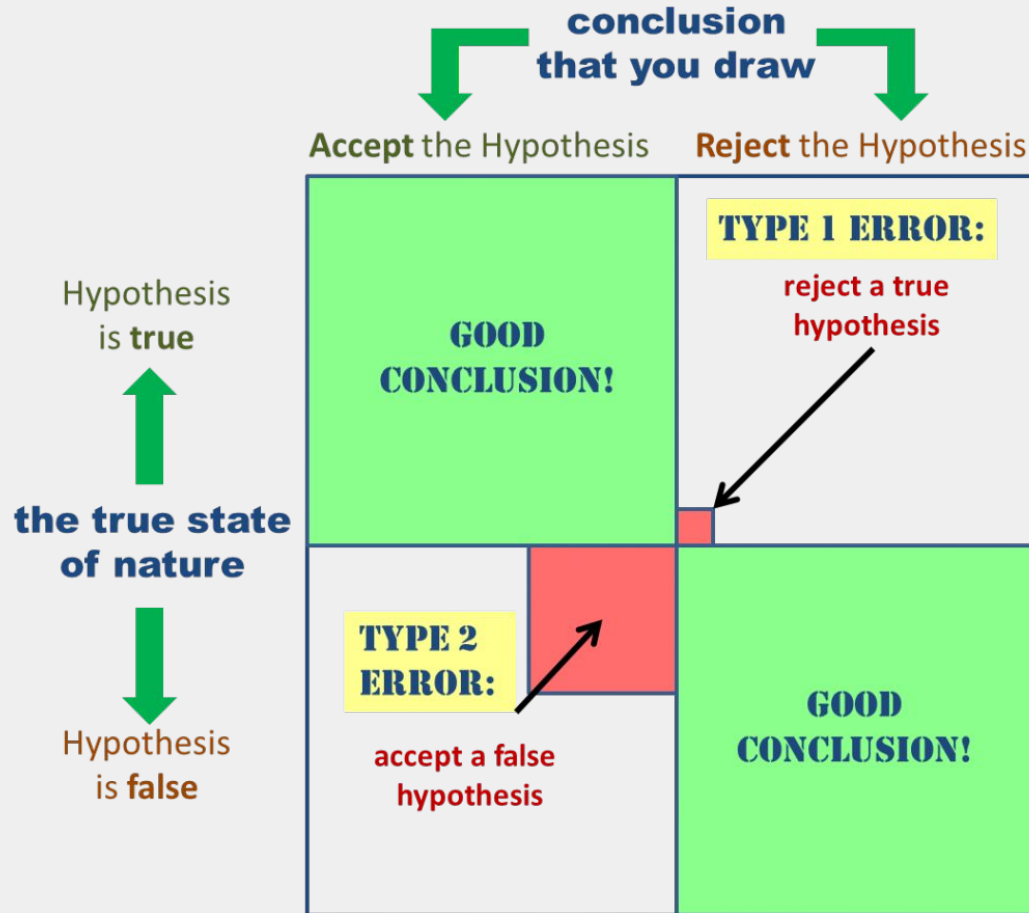 conclusion
that you draw
Accept the Hypothesis
Reject the Hypothesis
TYPE 1 ERROR:
reject a true
hypothesis
Hypothesis
is true
GOOD
CONCLUSION!
the true state
of nature
TYPE 2
ERROR:
accept a false
hypothesis
Hypothesis
is false
GOOD
CONCLUSION!